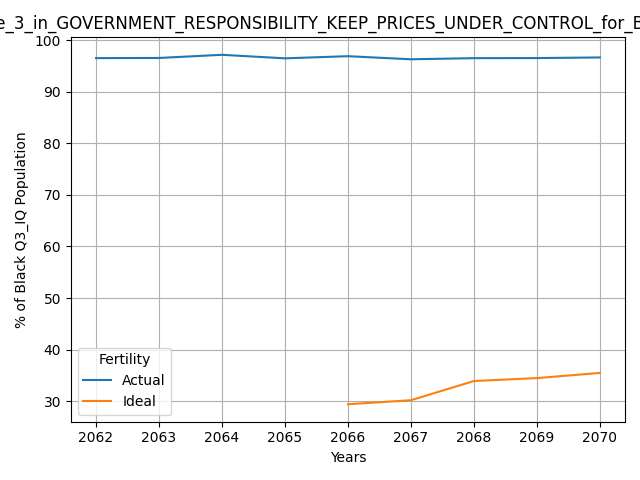 e_3_in_GOVERNMENT_RESPONSIBILITY_KEEP_PRICES_UNDER_CONTROL_for_
100
90
80
70
60
50
40
30
% of Black Q3_IQ Population
Fertility
Actual
Ideal
2062 2063 2064 2065 2066 2067 2068 2069 2070
Years